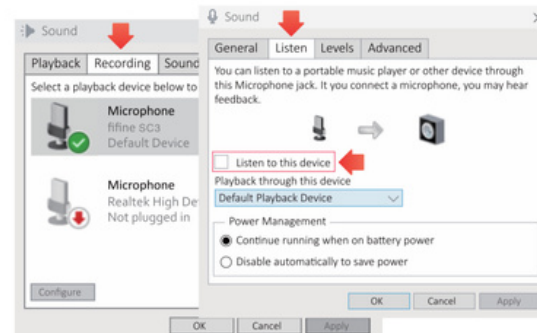 Sound
Playback
Recording
Sound
Select a playback device below to
Microphone
fifine SC3
Default Device
Microphone
Realtek High De
Not plugged in
Configure
OK
Cancel
Apply
Sound
General
Listen
Levels
Advanced
You can listen to a portable music player or other device through
this Microphone jack. It you connect a microphone, you may hear
feedback.
Listen to this device
Playback through this device
Default Playback Device
Power Management
Continue running when on battery power
Disable automatically to save power
OK
Cancel
Apply